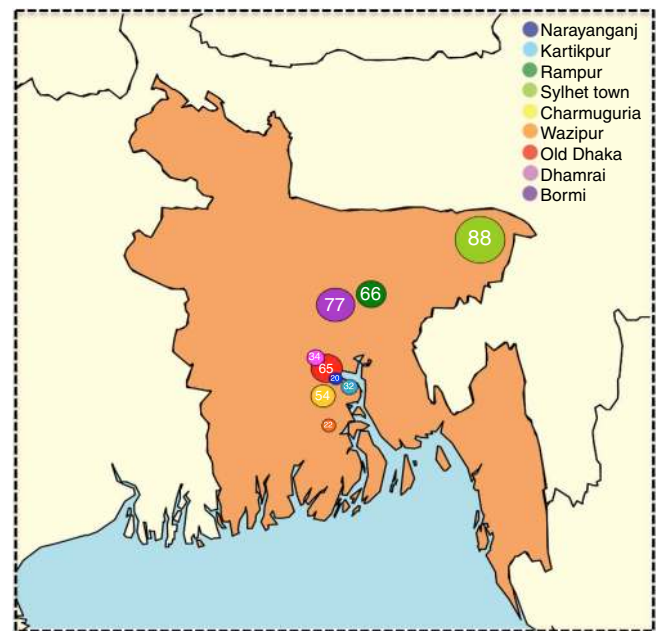 Narayanganj
Kartikpur
Rampur
Sylhet town
Charmuguria
Wazipur
Old Dhaka
Dhamrai
Bormi
88
66
77
34
65
20
32
54
22